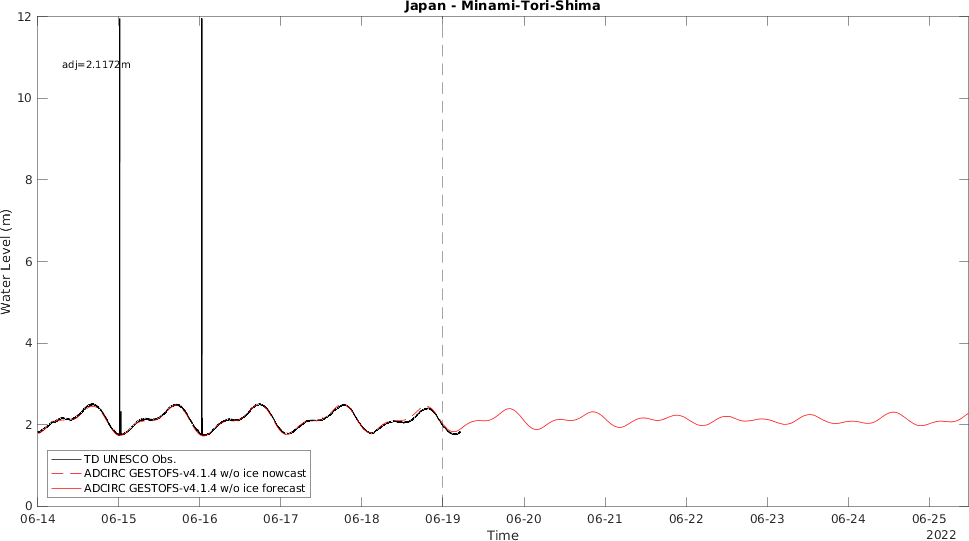 Japan - Minami-Tori-Shima
12
adj=2.1172m
10
8
6
4
2
0
Water Level (m)
TD UNESCO Obs.
ADCIRC GESTOFS-v4.1.4 w/o ice nowcast
ADCIRC GESTOFS-v4.1.4 w/o ice forecast
06-14 06-15 06-16 06-17 06-18 06-19 06-20 06-21 06-22 06-23 06-24 06-25
Time
2022